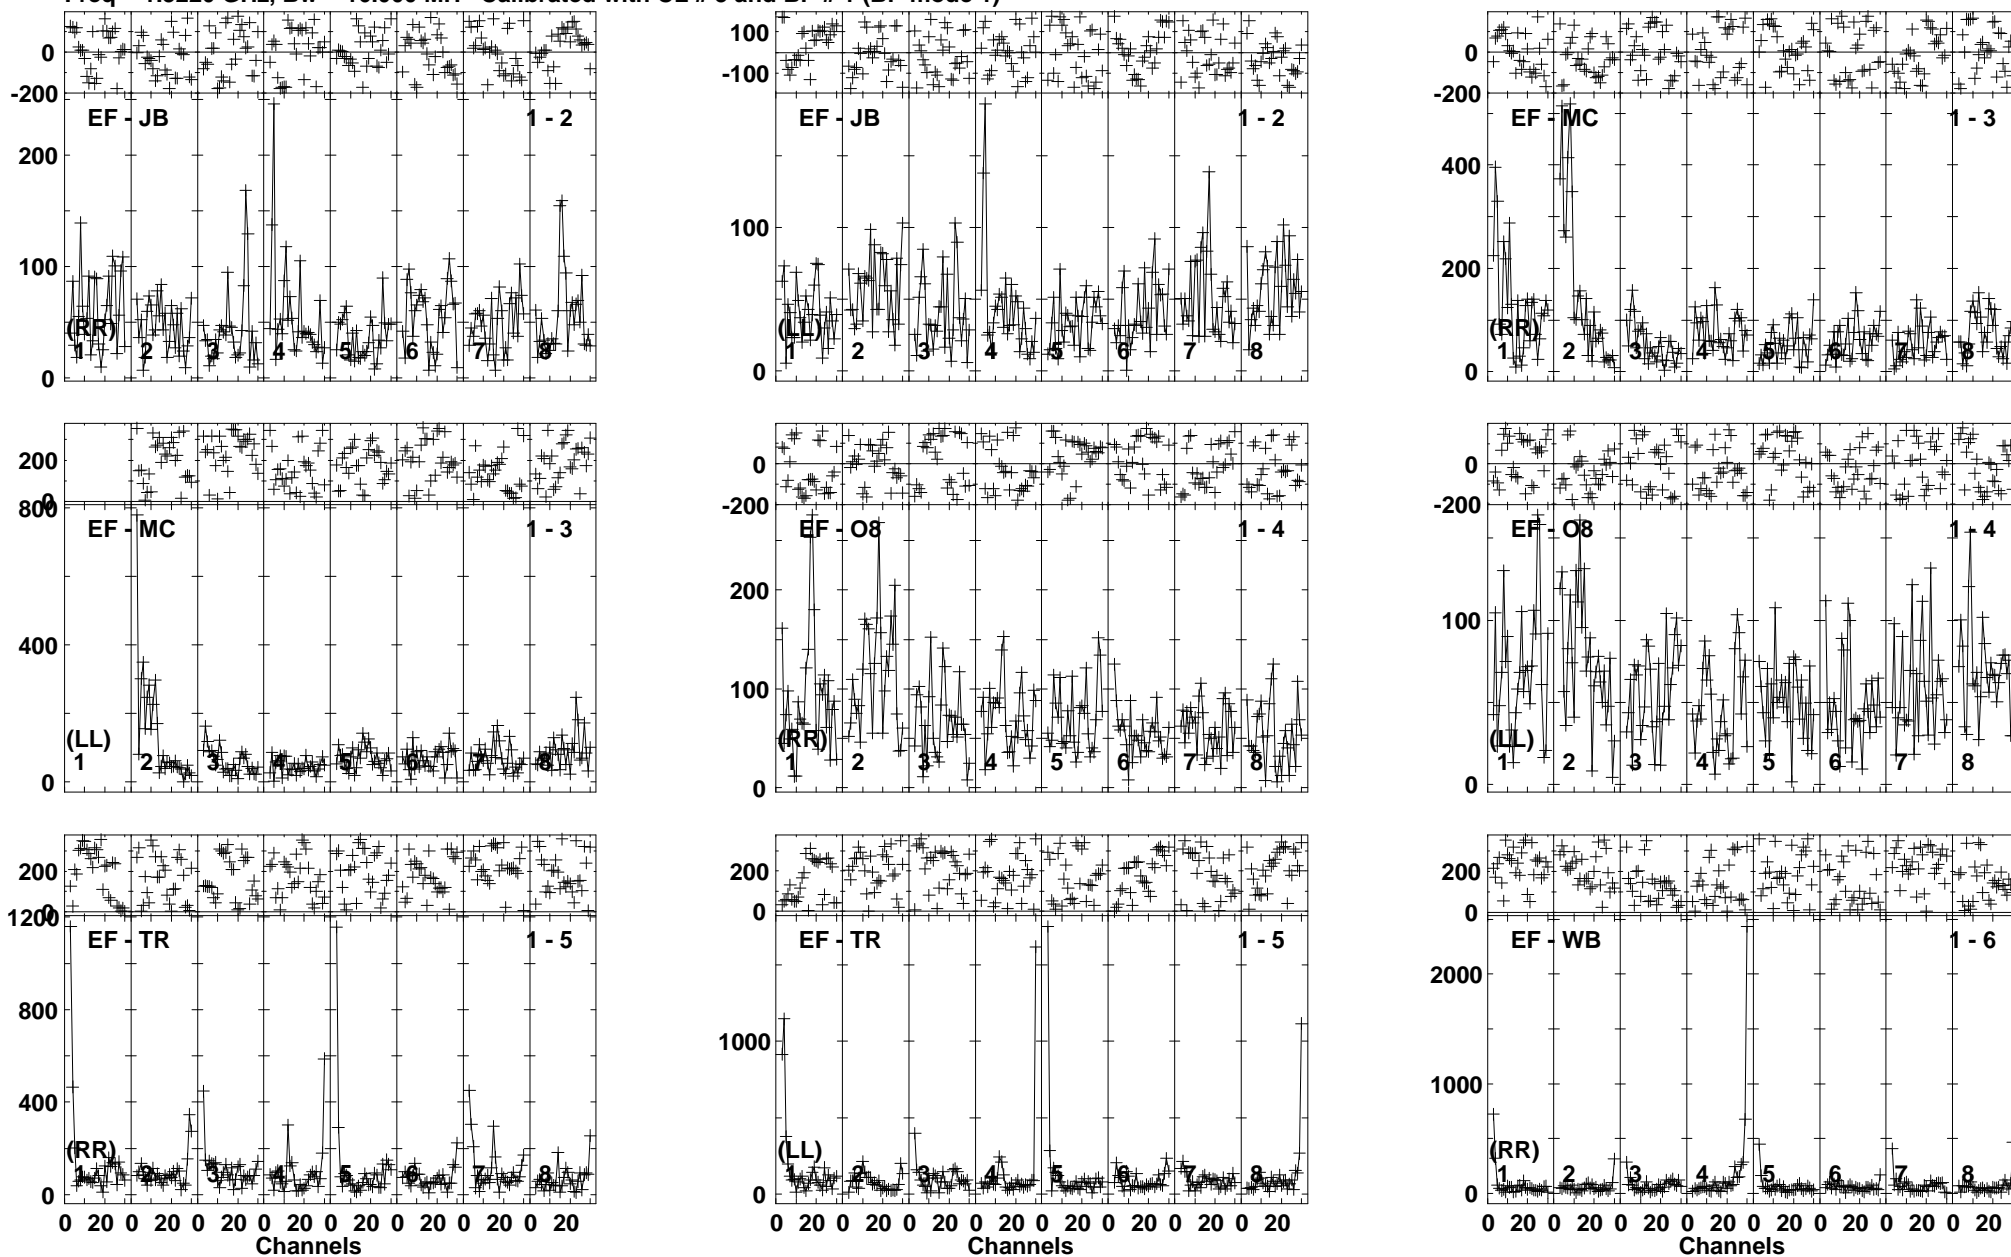 100
0 0 0
-200 -100 -200
EF - JB 1 - 2 EF - JB 1 - 2 EF - MC 1 - 3
200 100 0 (RR) 1 2 3 4 5 6 7 8
100 0 (LL) 1 2 3 4 5 6 7 8
400 200 0 (RR) 1 2 3 4 5 6 7 8
200 0 0 0
800 -200 -200
EF - MC 1 - 3 EF - O8 1 - 4 EF - O8 1 - 4
400 0 (LL) 1 2 3 4 5 6 7 8
200 100 0 (RR) 1 2 3 4 5 6 7 8
100 0 (LL) 1 2 3 4 5 6 7 8
200 200 200
0 0 0
1200
EF - TR 1 - 5 EF - TR 1 - 5 EF - WB 1 - 6
800 400 0 (RR) 1 2 3 4 5 6 7 8
1000 0 (LL) 1 2 3 4 5 6 7 8
2000 1000 0 (RR) 1 2 3 4 5 6 7 8
0 20 0 20 0 20 0 20 0 20 0 20 0 20 0 20
0 20 0 20 0 20 0 20 0 20 0 20 0 20 0 20
0 20 0 20 0 20 0 20 0 20 0 20 0 20 0 20
Channels Channels Channels